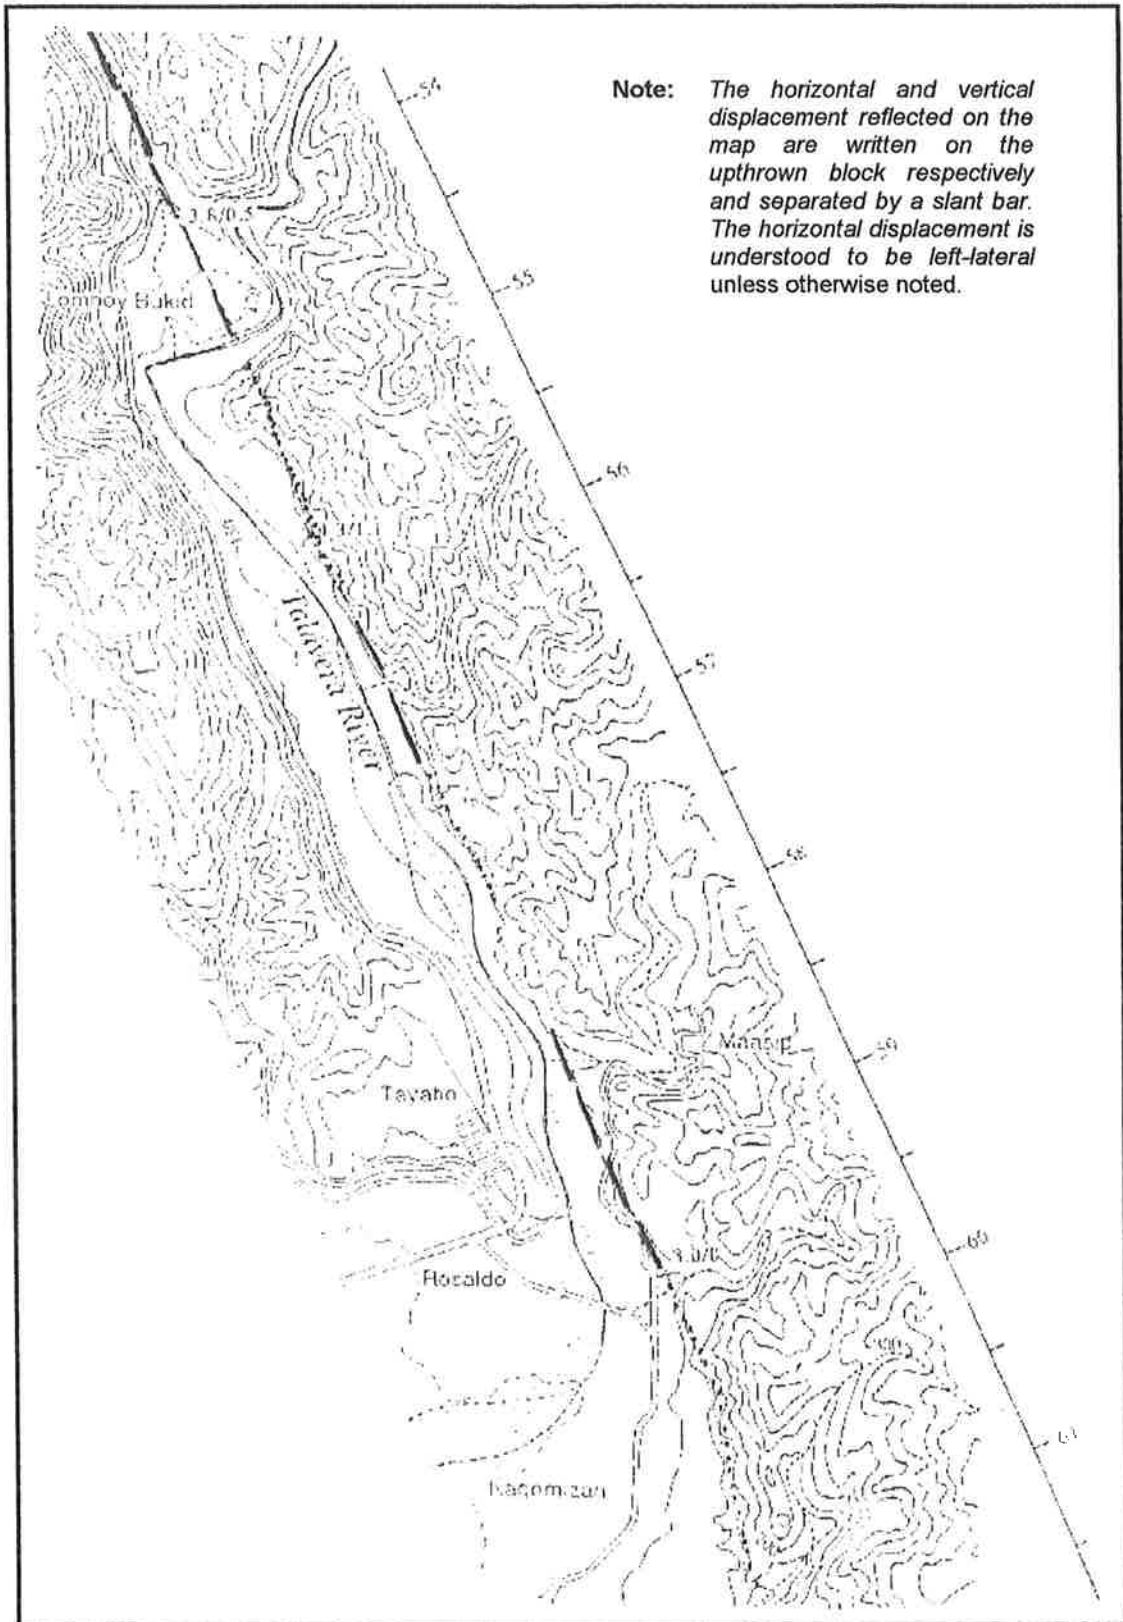 Note: The horizontal and vertical
displacement reflected on the
map are written on the
upthrown block respectively
and separated by a slant bar.
The horizontal displacement is
understood to be left-lateral
unless otherwise noted.
54
55
Bukid
56
57
Talavera River
58
59
Tayabo
60
Rosaldo
61